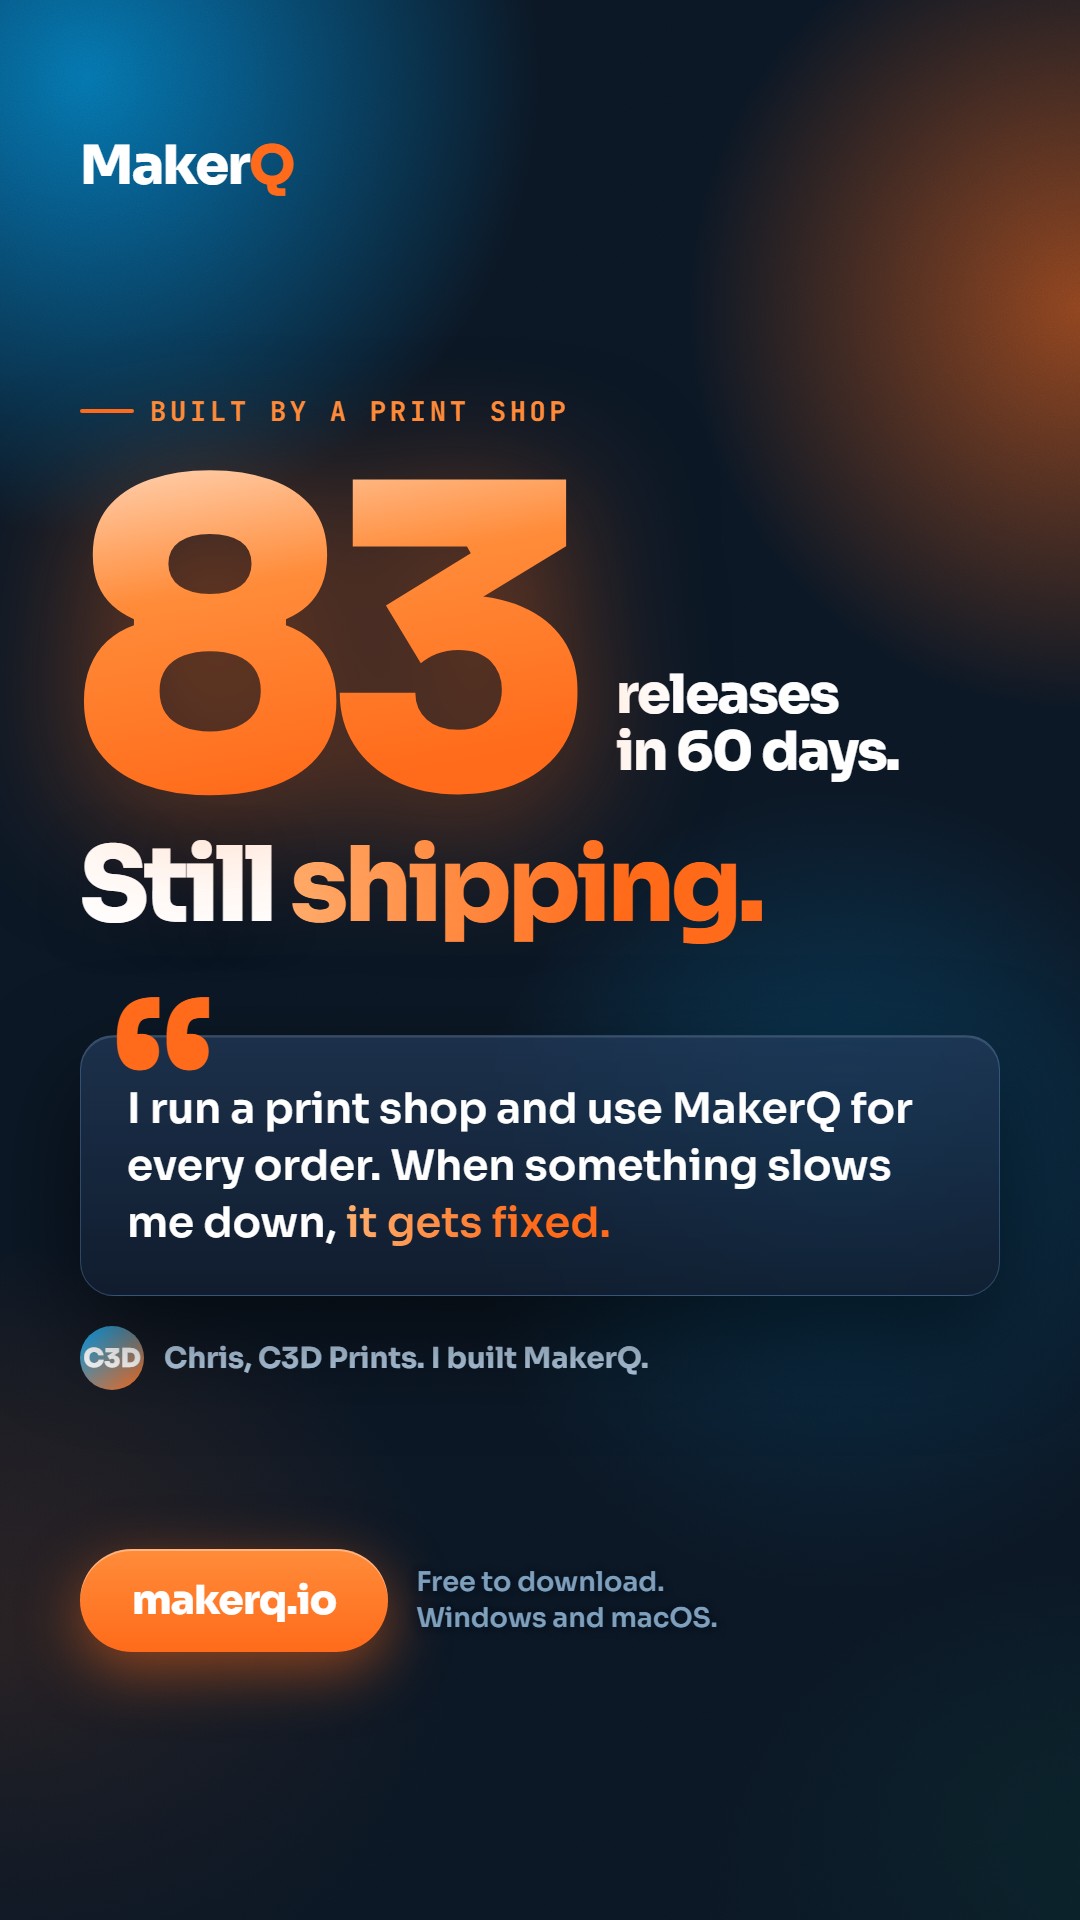 MakerQ
BUILT BY A PRINT SHOP
83
releases
in 60 days.
Still shipping.
“
I run a print shop and use MakerQ for
every order. When something slows
me down, it gets fixed.
C3D
Chris, C3D Prints. I built MakerQ.
makerq.io
Free to download.
Windows and macOS.